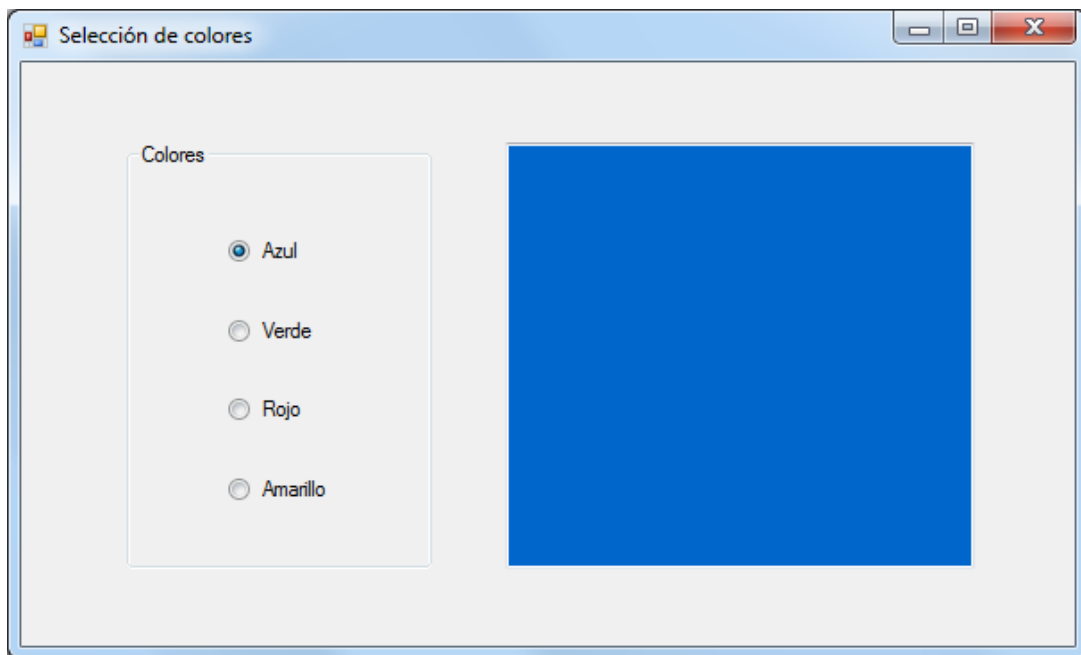 Selección de colores
Colores
Azul
Verde
Rojo
Amarillo